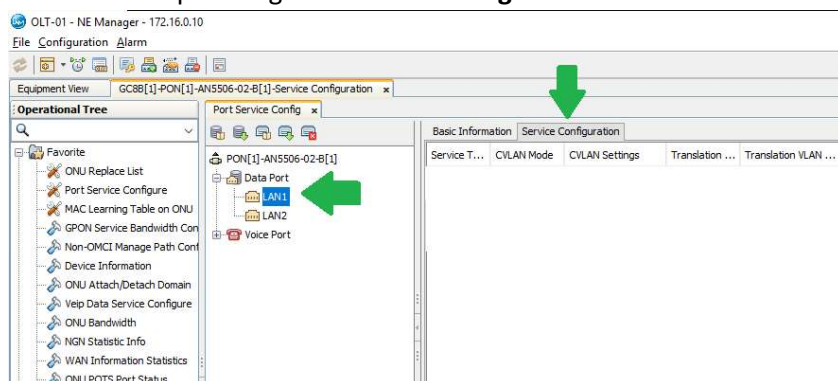 OLT-01 - NE Manager - 172.16.0.10
File Configuration Alarm
Equipment View GC8B[1]-PON[1]-AN5506-02-B[1]-Service Configuration x
Operational Tree
Port Service Config x
Favorite
ONU Replace List
Port Service Configure
MAC Learning Table on ONU
GPON Service Bandwidth Con
Non-OMCI Manage Path Conf
Device Information
ONU Attach/Detach Domain
Veip Data Service Configure
ONU Bandwidth
NGN Statistic Info
WAN Information Statistics
ONU POTS Port Status
PON[1]-AN5506-02-B[1]
Data Port
LAN1
LAN2
Voice Port
Basic Information Service Configuration
Service T... CVLAN Mode CVLAN Settings Translation ... Translation VLAN ...